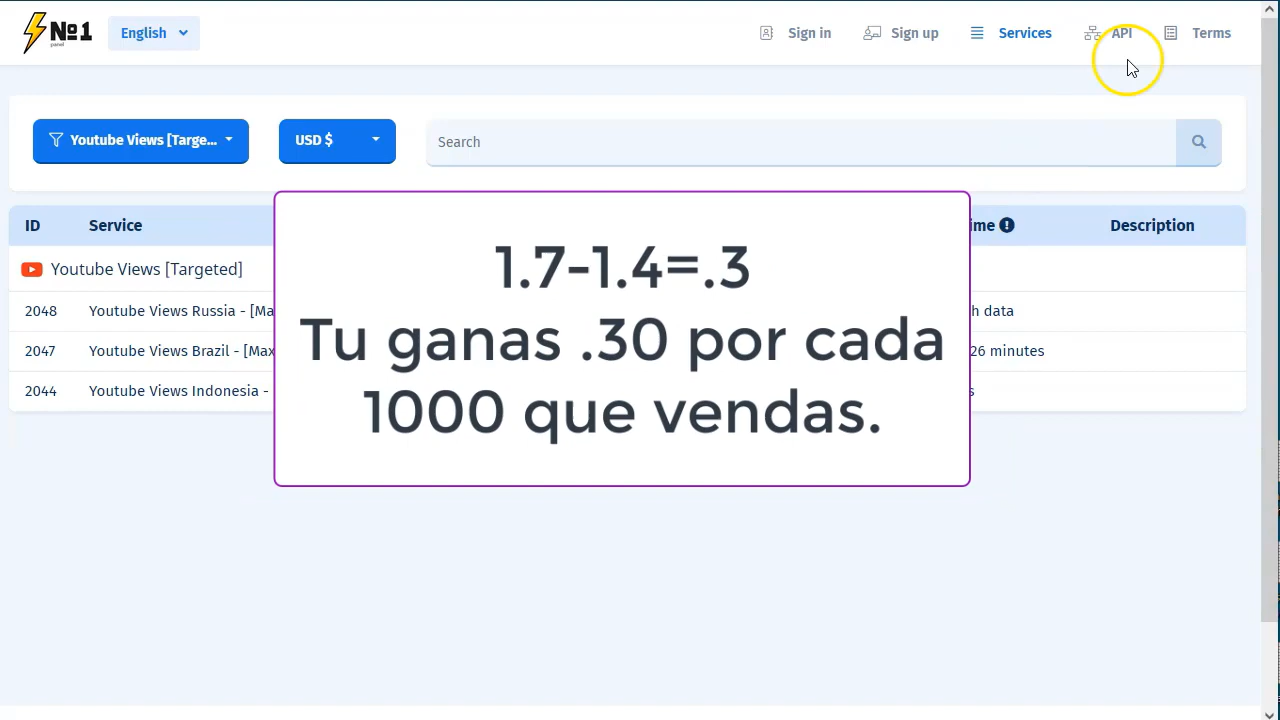 №1
panel
English
Sign in
Sign up
Services
API
Terms
Youtube Views [Targe...
USD $
Search
ID Service ime Description
Youtube Views [Targeted]
2048 Youtube Views Russia - [Ma h data
2047 Youtube Views Brazil - [Max 26 minutes
2044 Youtube Views Indonesia - s
1.7-1.4=.3
Tu ganas .30 por cada
1000 que vendas.